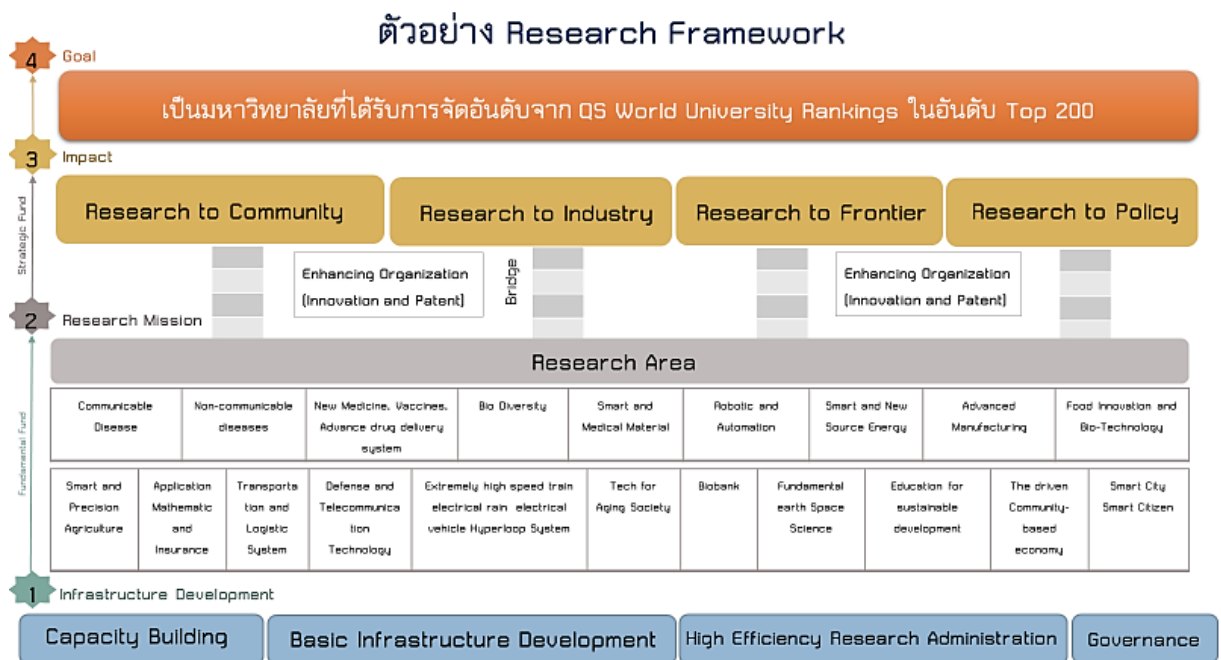 ตัวอย่าง Research Framework
4 Goal
เป็นมหาวิทยาลัยที่ได้รับการจัดอันดับจาก QS World University Rankings ในอันดับ Top 200
3 Impact
Strategic Fund
Research to Community
Research to Industry
Research to Frontier
Research to Policy
Enhancing Organization
(Innovation and Patent)
Bridge
Enhancing Organization
(Innovation and Patent)
2 Research Mission
Fundamental Fund
Research Area
Communicable
Disease
Non-communicable
diseases
New Medicine, Vaccines,
Advance drug delivery
system
Bio Diversity
Smart and
Medical Material
Robotic and
Automation
Smart and New
Source Energy
Advanced
Manufacturing
Food Innovation and
Bio-Technology
Smart and
Precision
Agriculture
Application
Mathematic
and
Insurance
Transporta
tion and
Logistic
System
Defense and
Telecommunica
tion
Technology
Extremely high speed train
electrical rain electrical
vehicle Hyperloop System
Tech for
Aging Society
Biobank
Fundamental
earth Space
Science
Education for
sustainable
development
The driven
Community-
based
economy
Smart City
Smart Citizen
1 Infrastructure Development
Capacity Building
Basic Infrastructure Development
High Efficiency Research Administration
Governance